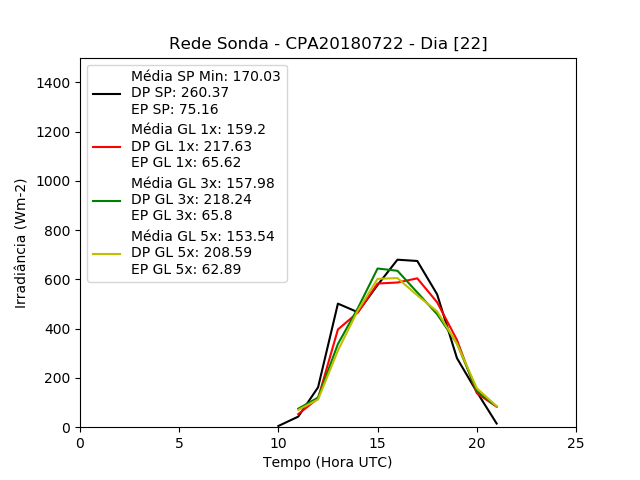 Rede Sonda - CPA20180722 - Dia [22]
Média SP Min: 170.03
DP SP: 260.37
EP SP: 75.16
Média GL 1x: 159.2
DP GL 1x: 217.63
EP GL 1x: 65.62
Média GL 3x: 157.98
DP GL 3x: 218.24
EP GL 3x: 65.8
Média GL 5x: 153.54
DP GL 5x: 208.59
EP GL 5x: 62.89
Irradiância (Wm-2)
1400
1200
1000
800
600
400
200
0
0 5 10 15 20 25
Tempo (Hora UTC)